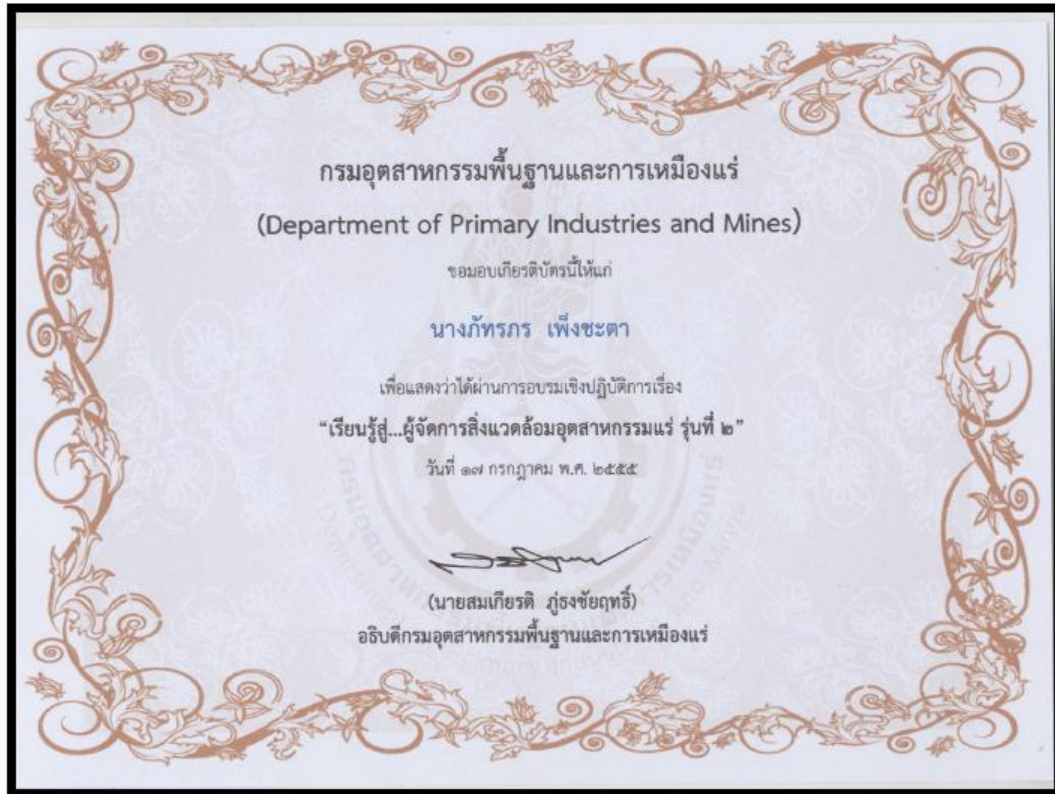 กรมอุตสาหกรรมพื้นฐานและการเหมืองแร่
(Department of Primary Industries and Mines)
ขอมอบเกียรติบัตรนี้ให้แก่
นางภัทรภร เพ็งชะตา
เพื่อแสดงว่าได้ผ่านการอบรมเชิงปฏิบัติการเรื่อง
“เรียนรู้สู่...ผู้จัดการสิ่งแวดล้อมอุตสาหกรรมแร่ รุ่นที่ ๒”
วันที่ ๑๗ กรกฎาคม พ.ศ. ๒๕๕๕
(นายสมเกียรติ ภู่ธงชัยฤทธิ์)
อธิบดีกรมอุตสาหกรรมพื้นฐานและการเหมืองแร่